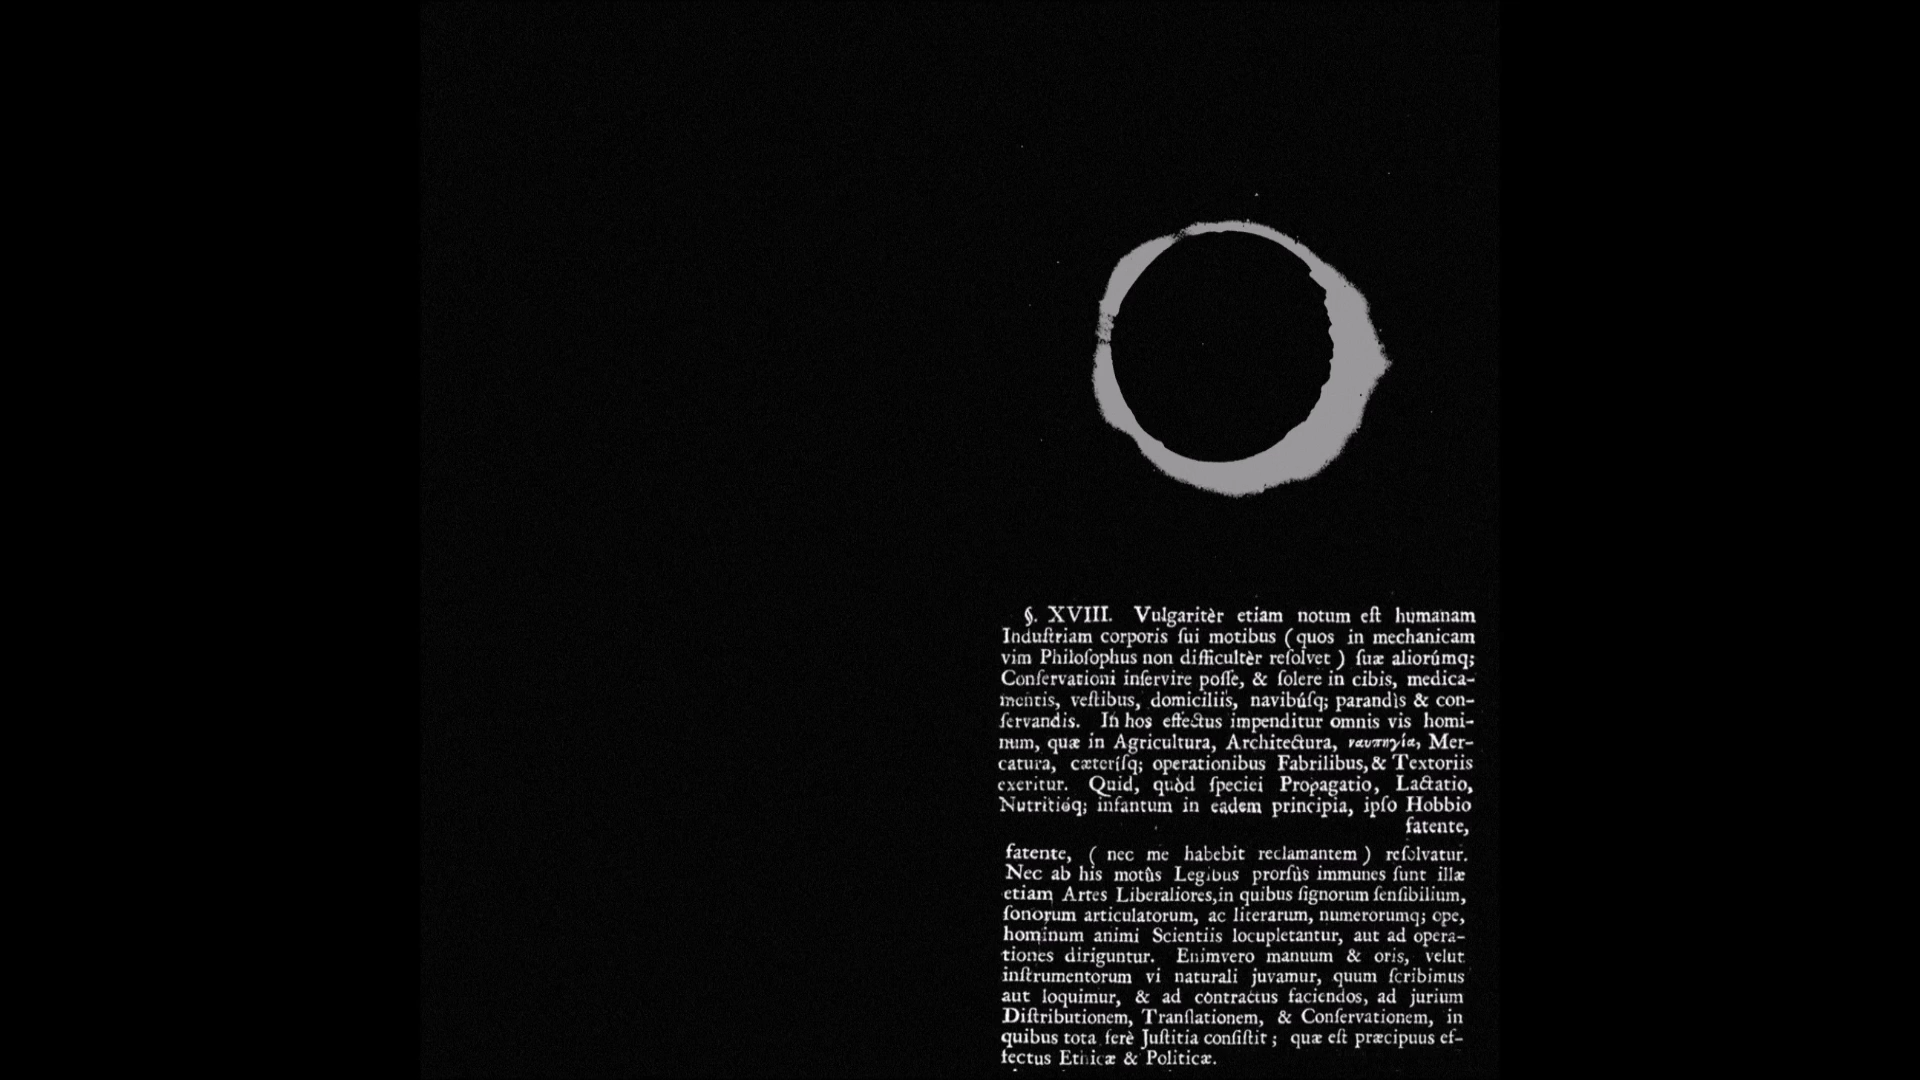 §. XVIII. Vulgaritèr etiam notum eſt humanam
Induſtriam corporis ſui motibus ( quos in mechanicam
vim Philoſophus non difficultèr reſolvet ) ſuæ aliorúmq;
Conſervationi inſervire poſſe, & ſolere in cibis, medica-
mentis, veſtibus, domiciliis, navibúſq; parandis & con-
ſervandis. In hos effectus impenditur omnis vis homi-
num, quæ in Agricultura, Architectura, ναυπηγία, Mer-
catura, cæteriſq; operationibus Fabrilibus, & Textoriis
exeritur. Quid, quòd ſpeciei Propagatio, Lactatio,
Nutritióq; infantum in eadem principia, ipſo Hobbio
fatente,
fatente, ( nec me habebit reclamantem ) reſolvatur.
Nec ab his motûs Legibus prorſùs immunes ſunt illæ
etiam Artes Liberaliores, in quibus ſignorum ſenſibilium,
ſonorum articulatorum, ac literarum, numerorumq; ope,
hominum animi Scientiis locupletantur, aut ad opera-
tiones diriguntur. Enimvero manuum & oris, velut
inſtrumentorum vi naturali juvamur, quum ſcribimus
aut loquimur, & ad contractus faciendos, ad jurium
Diſtributionem, Tranſlationem, & Conſervationem, in
quibus tota ferè Juſtitia conſiſtit ; quæ eſt præcipuus ef-
fectus Ethicæ & Politicæ.